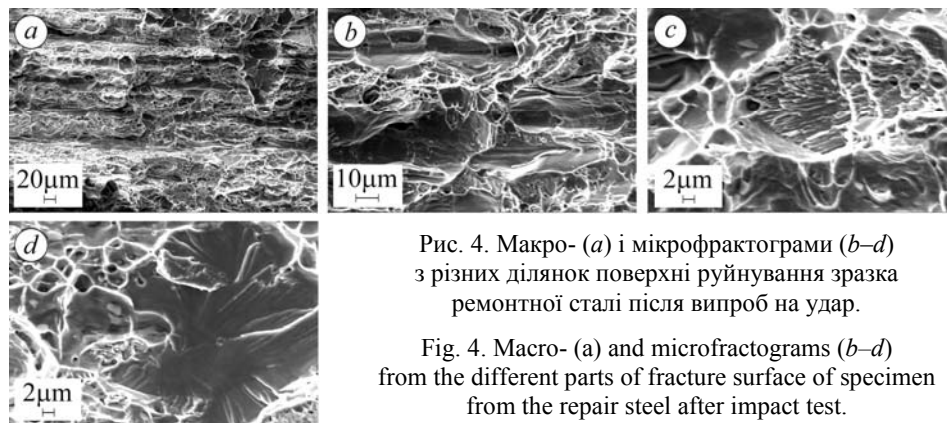 a
b
c
20μm
10μm
2μm
d
2μm
Рис. 4. Макро- (a) і мікрофрактограми (b–d)
з різних ділянок поверхні руйнування зразка
ремонтної сталі після випроб на удар.
Fig. 4. Macro- (a) and microfractograms (b–d)
from the different parts of fracture surface of specimen
from the repair steel after impact test.